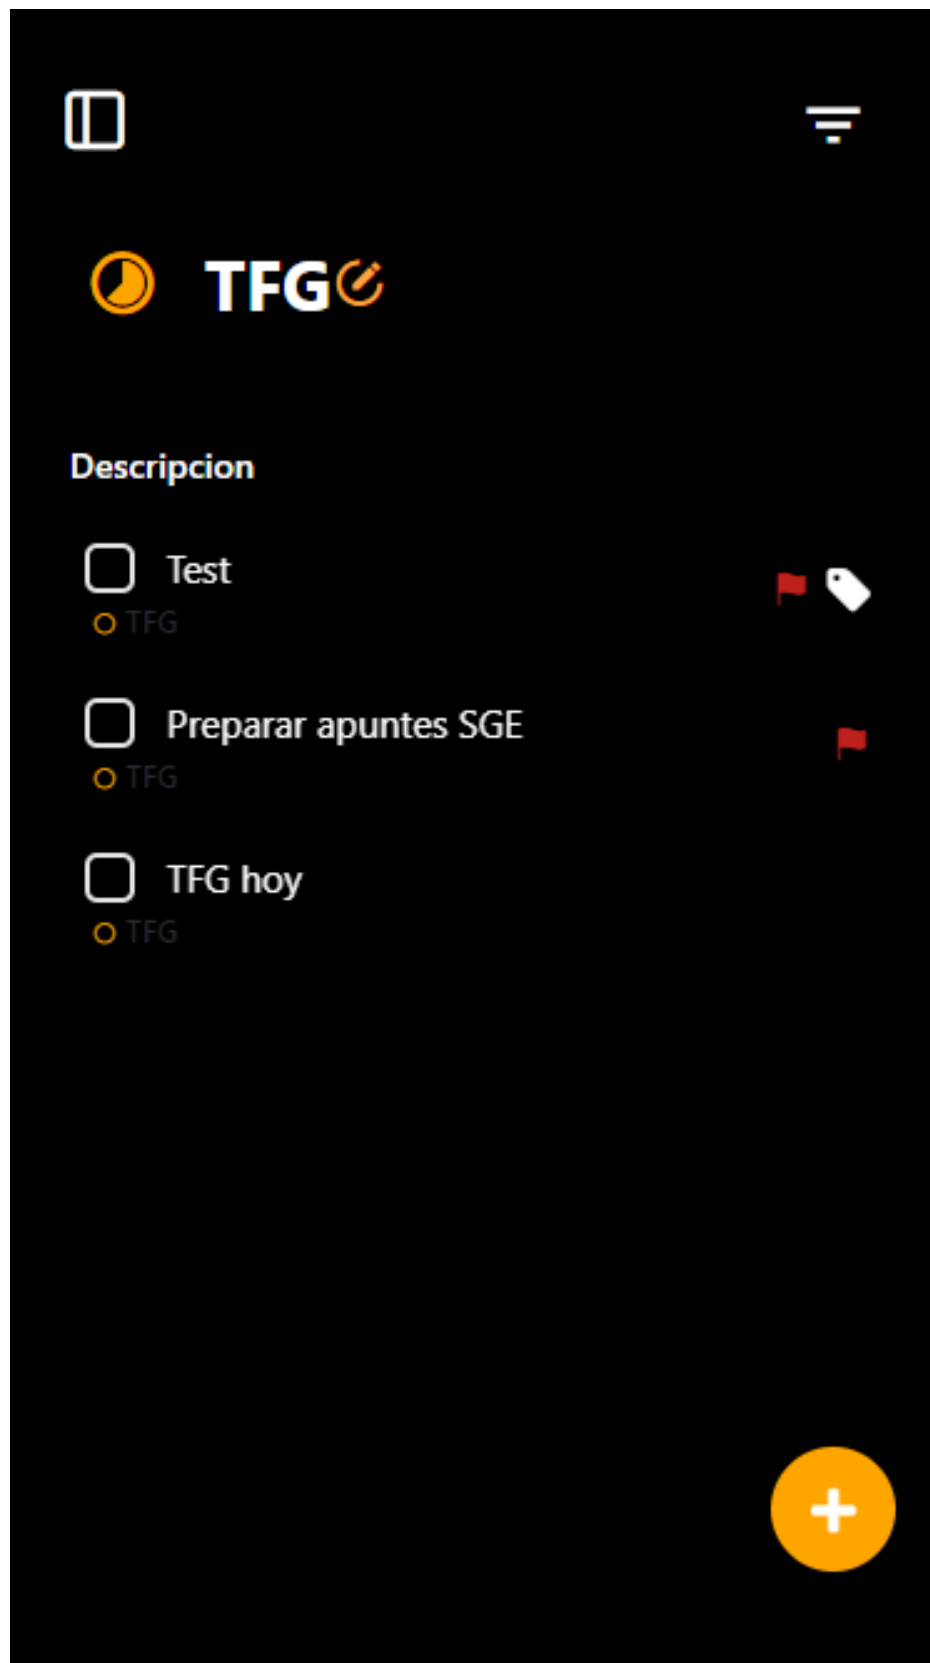 TFG
Descripcion
Test
TFG
Preparar apuntes SGE
TFG
TFG hoy
TFG